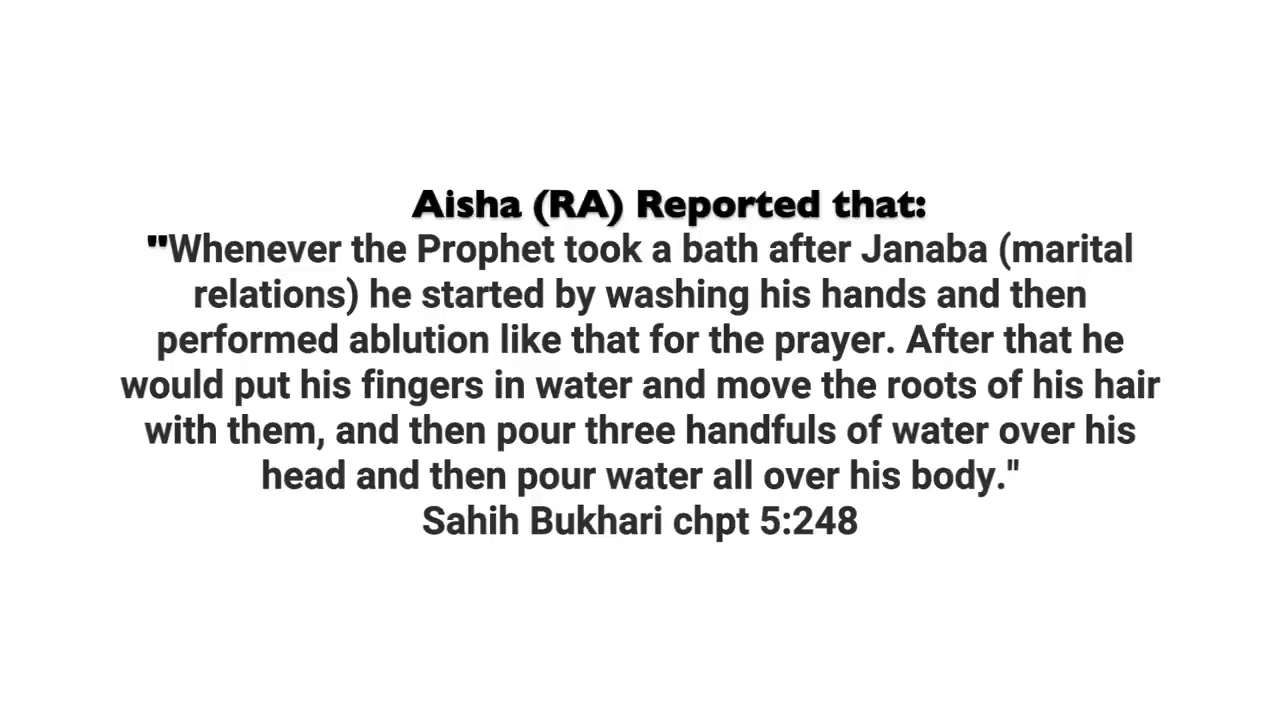 Aisha (RA) Reported that:
"Whenever the Prophet took a bath after Janaba (marital
relations) he started by washing his hands and then
performed ablution like that for the prayer. After that he
would put his fingers in water and move the roots of his hair
with them, and then pour three handfuls of water over his
head and then pour water all over his body."
Sahih Bukhari chpt 5:248